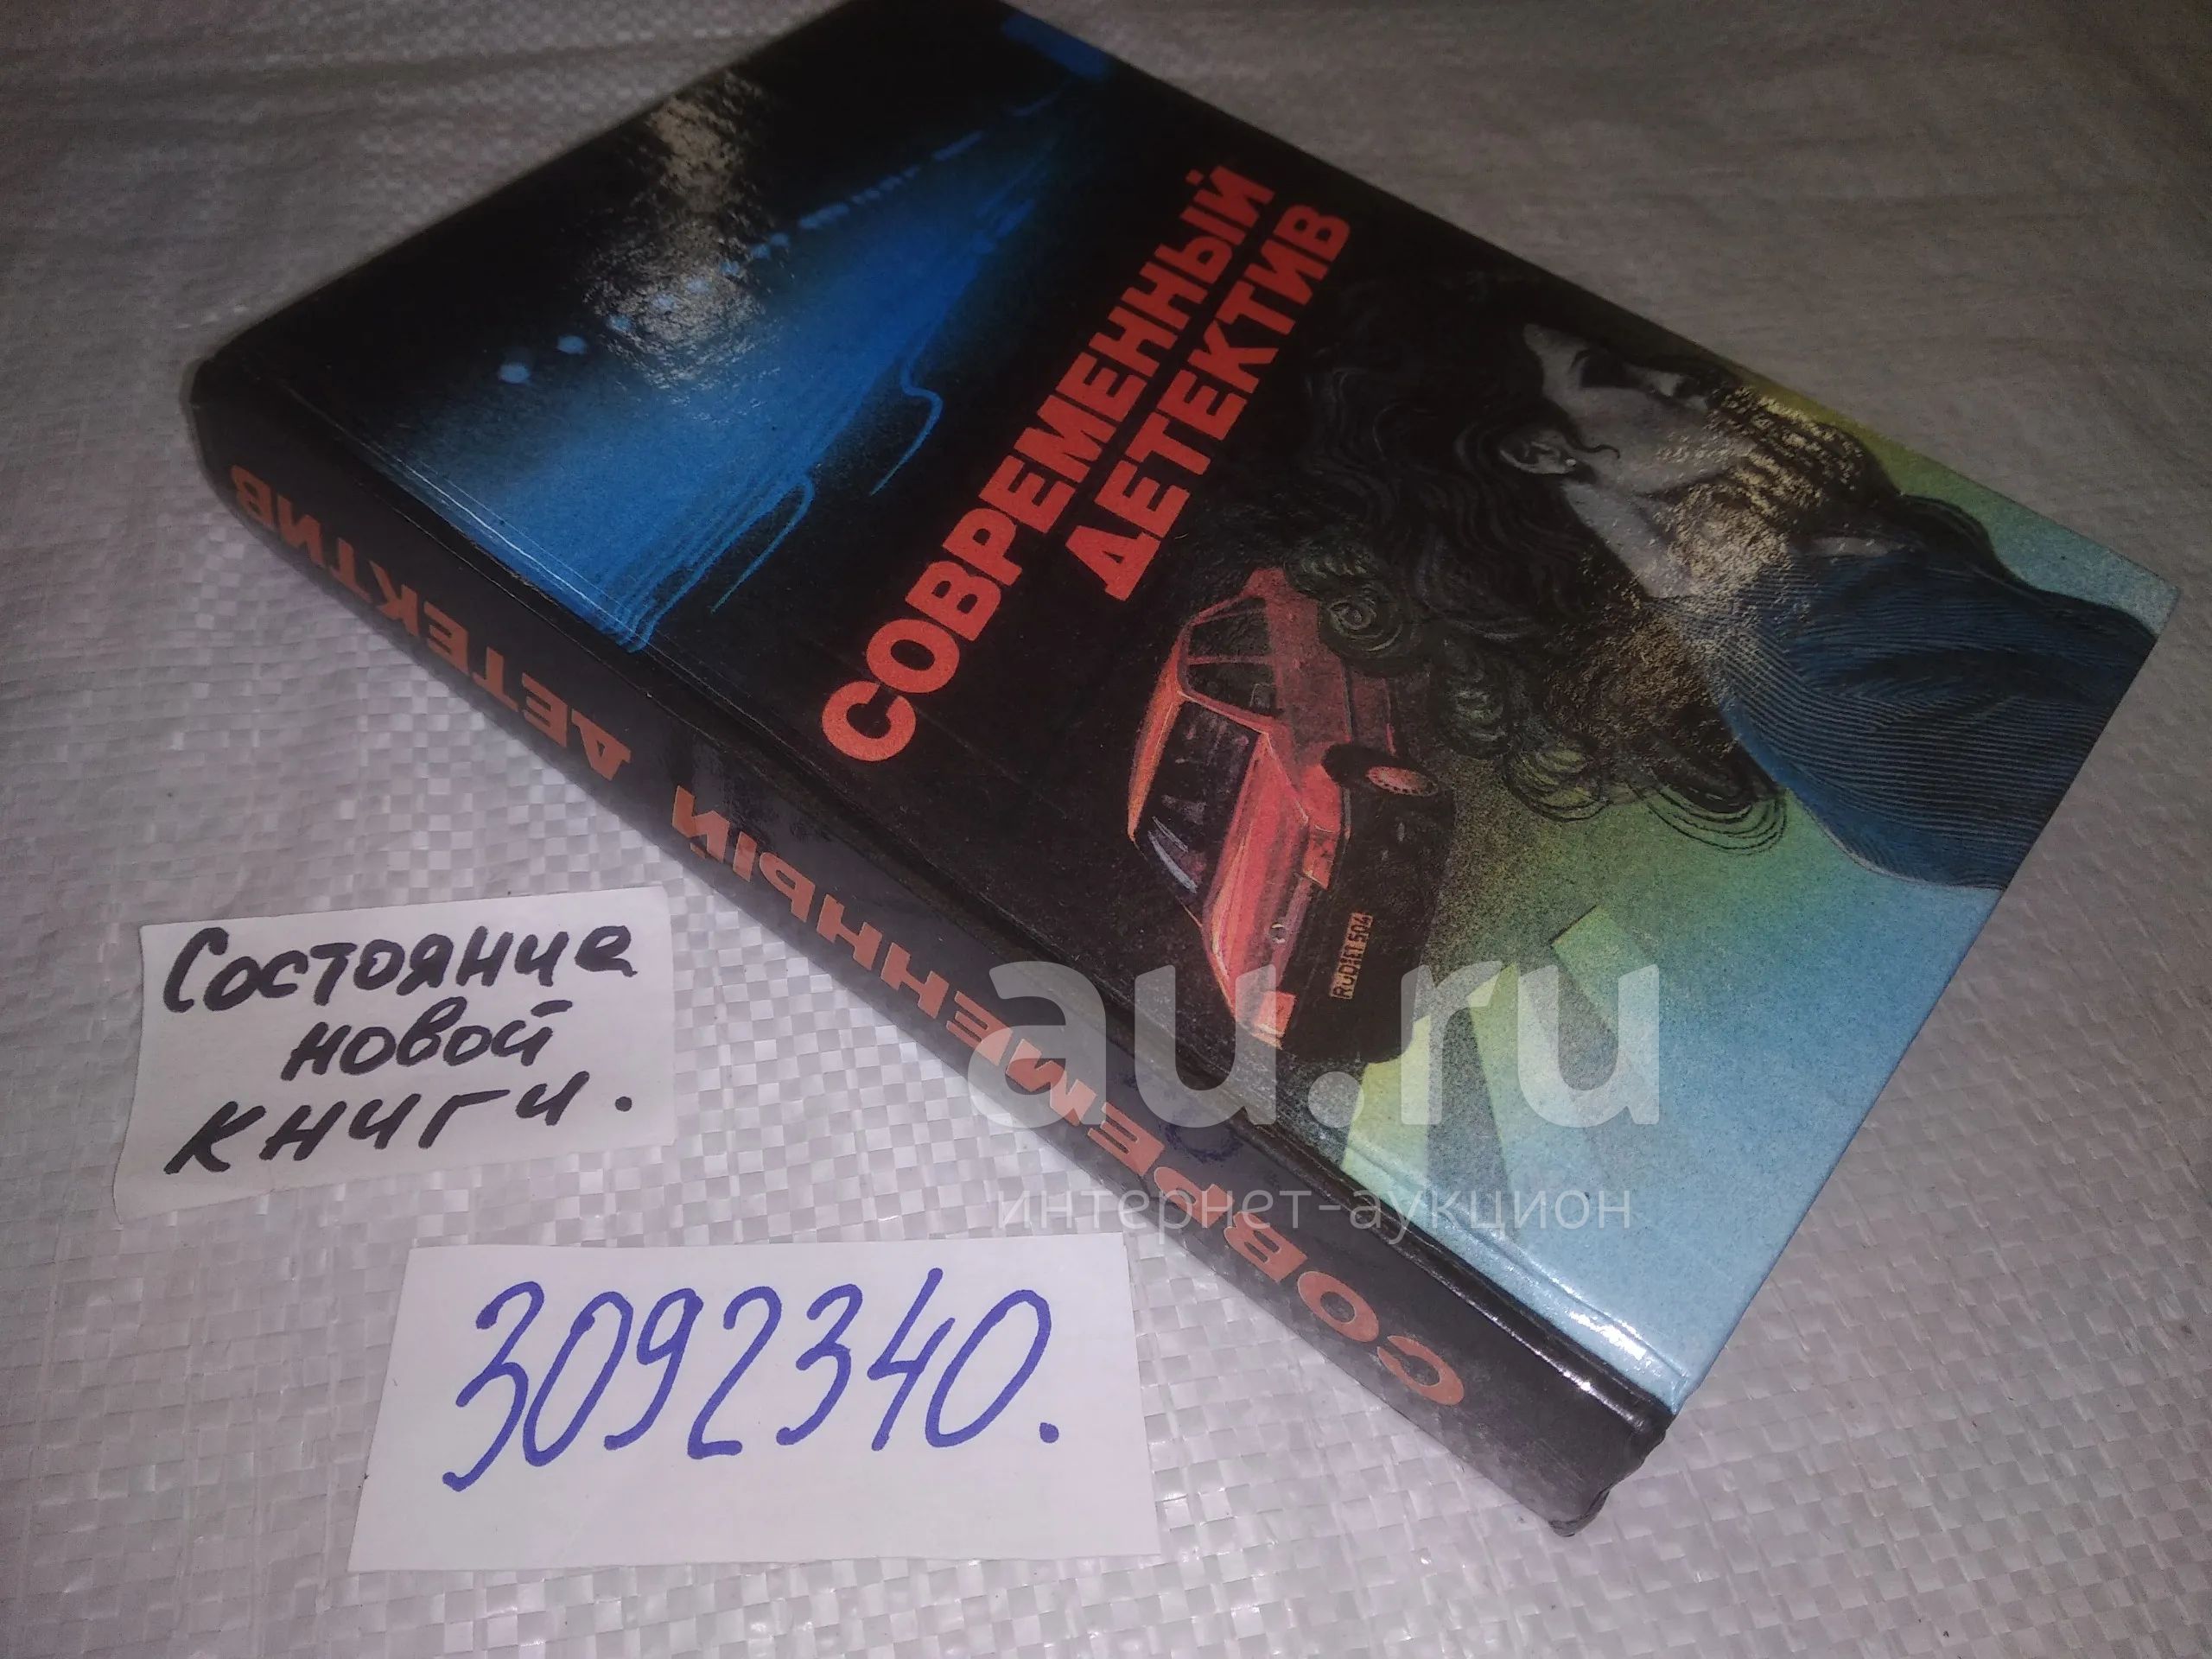 СОВРЕМЕННЫЙ
ДЕТЕКТИВ
СОВРЕМЕННЫЙ ДЕТЕКТИВ
Состояние
новой
книги.
3092340.
au.ru
интернет-аукцион